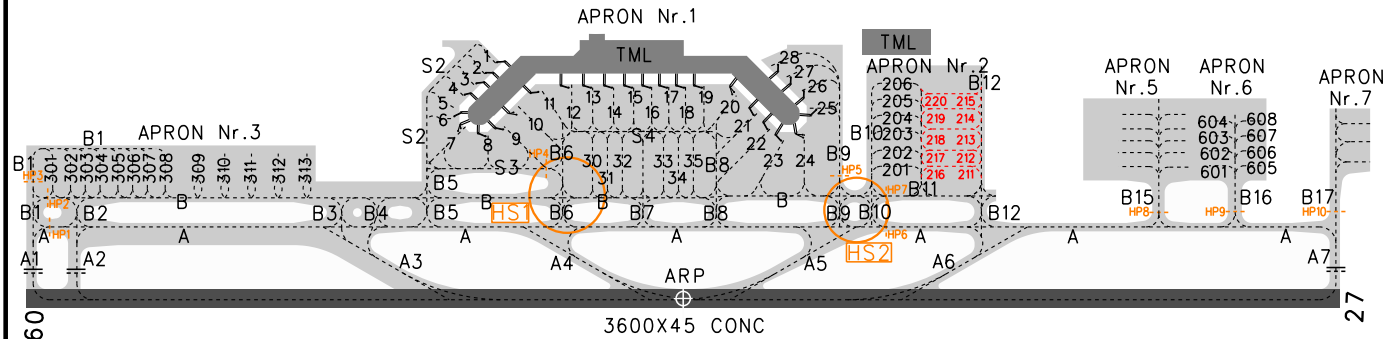 APRON Nr.1
TML
TML
S2
1
2
3
4
5
6
7
8
9
10
11
12
13
14
15
16
17
18
19
20
21
22
23
24
25
26
27
28
S2
S3
S4
HP4
B6
30
31
32
33
34
35
B8
B9
HP5
B10
APRON Nr.2
B12
206
205
204
203
202
201
220 215
219 214
218 213
217 212
216 211
HP7
B11
APRON
Nr.5
APRON
Nr.6
APRON
Nr.7
604
603
602
601
608
607
606
605
APRON Nr.3
B1
B1
HP3
301
302
303
304
305
306
307
308
309
310
311
312
313
B5
B
B
B
B
B1
HP2
B2
B3
B4
B5
HS1
B6
B7
B8
B9
B10
B12
B15
HP8
B16
HP9
B17
HP10
A
HP1
A
A
A
HP6
A
A
A
HS2
A1
A2
A3
A4
A5
A6
A7
ARP
09
27
3600X45 CONC